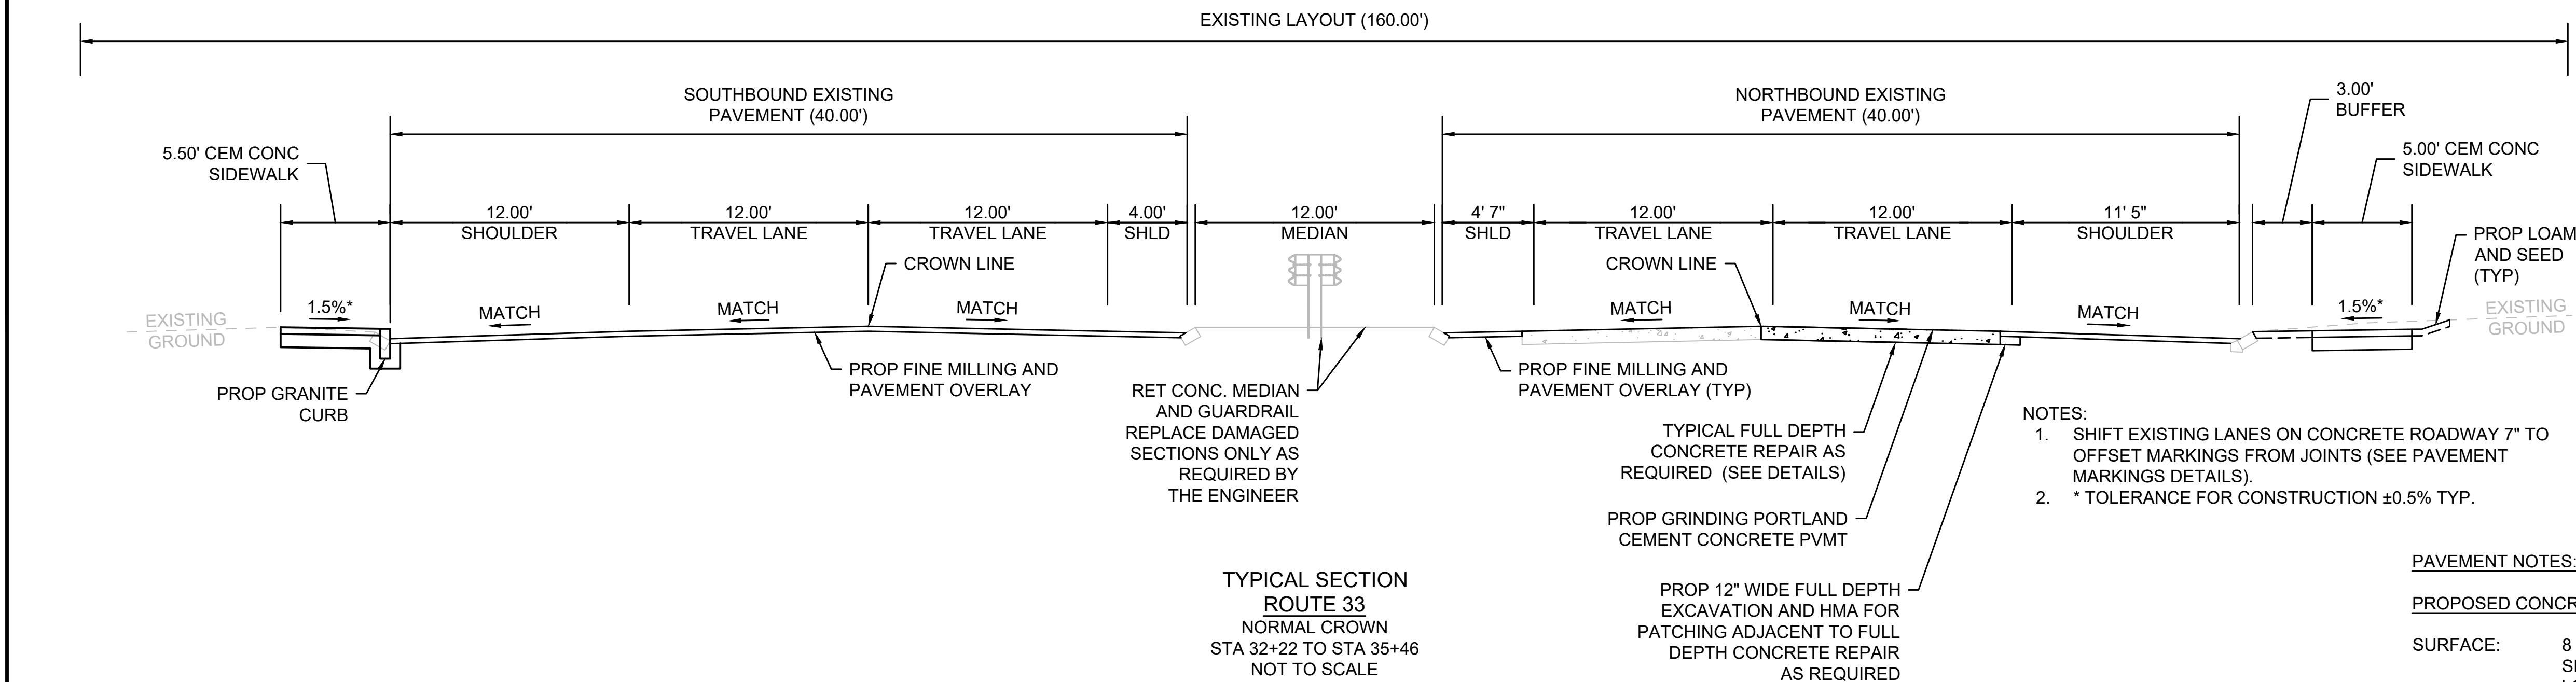 EXISTING LAYOUT (160.00')
SOUTHBOUND EXISTING
PAVEMENT (40.00')
NORTHBOUND EXISTING
PAVEMENT (40.00')
3.00'
BUFFER
5.50' CEM CONC
SIDEWALK
5.00' CEM CONC
SIDEWALK
12.00'
SHOULDER
12.00'
TRAVEL LANE
12.00'
TRAVEL LANE
4.00'
SHLD
12.00'
MEDIAN
4' 7"
SHLD
12.00'
TRAVEL LANE
12.00'
TRAVEL LANE
11' 5"
SHOULDER
PROP LOAM
AND SEED
(TYP)
CROWN LINE
CROWN LINE
EXISTING
GROUND
1.5%*
MATCH
MATCH
MATCH
MATCH
MATCH
MATCH
1.5%*
EXISTING
GROUND
PROP GRANITE
CURB
PROP FINE MILLING AND
PAVEMENT OVERLAY
RET CONC. MEDIAN
AND GUARDRAIL
REPLACE DAMAGED
SECTIONS ONLY AS
REQUIRED BY
THE ENGINEER
PROP FINE MILLING AND
PAVEMENT OVERLAY (TYP)
TYPICAL FULL DEPTH
CONCRETE REPAIR AS
REQUIRED (SEE DETAILS)
PROP GRINDING PORTLAND
CEMENT CONCRETE PVMT
PROP 12" WIDE FULL DEPTH
EXCAVATION AND HMA FOR
PATCHING ADJACENT TO FULL
DEPTH CONCRETE REPAIR
AS REQUIRED
NOTES:
1. SHIFT EXISTING LANES ON CONCRETE ROADWAY 7" TO
OFFSET MARKINGS FROM JOINTS (SEE PAVEMENT
MARKINGS DETAILS).
2. * TOLERANCE FOR CONSTRUCTION ±0.5% TYP.
TYPICAL SECTION
ROUTE 33
NORMAL CROWN
STA 32+22 TO STA 35+46
NOT TO SCALE
PAVEMENT NOTES:
PROPOSED CONCR
SURFACE: 8